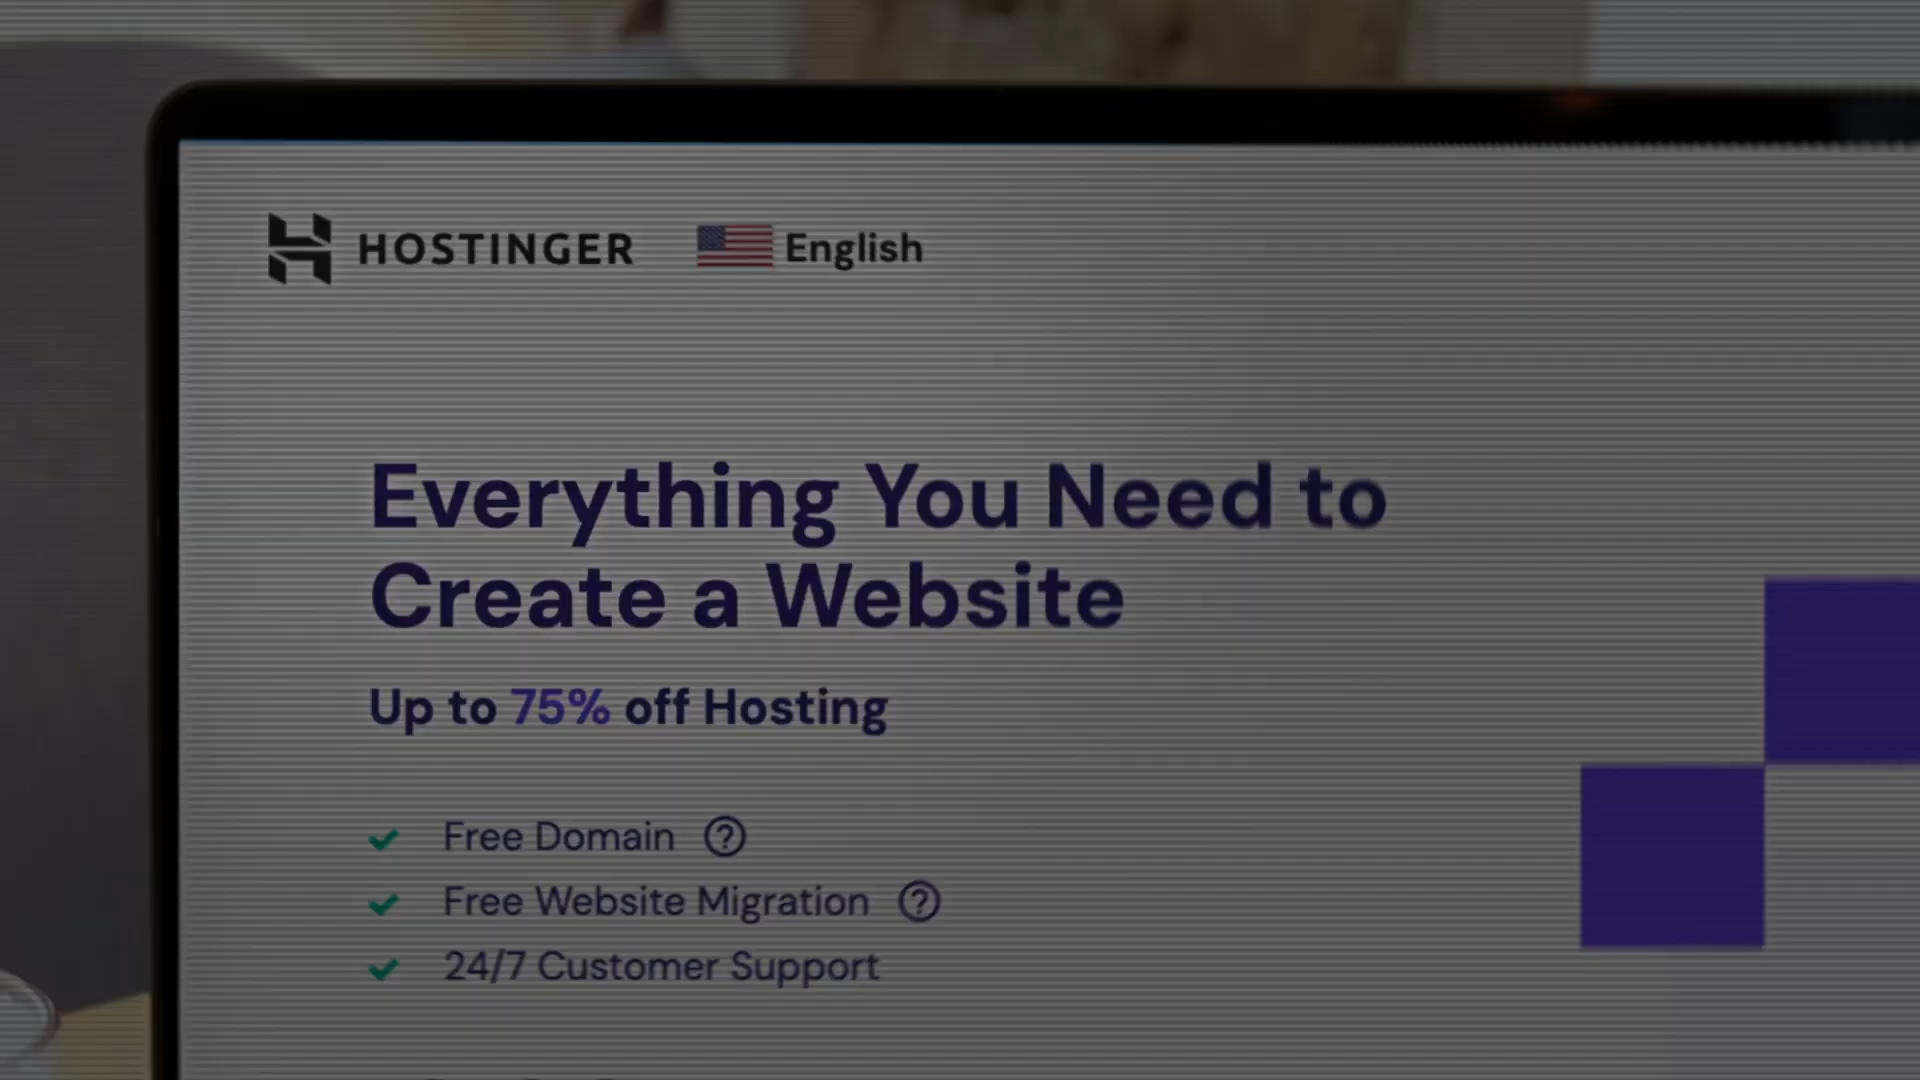 HOSTINGER English
Everything You Need to
Create a Website
Up to 75% off Hosting
Free Domain
Free Website Migration
24/7 Customer Support